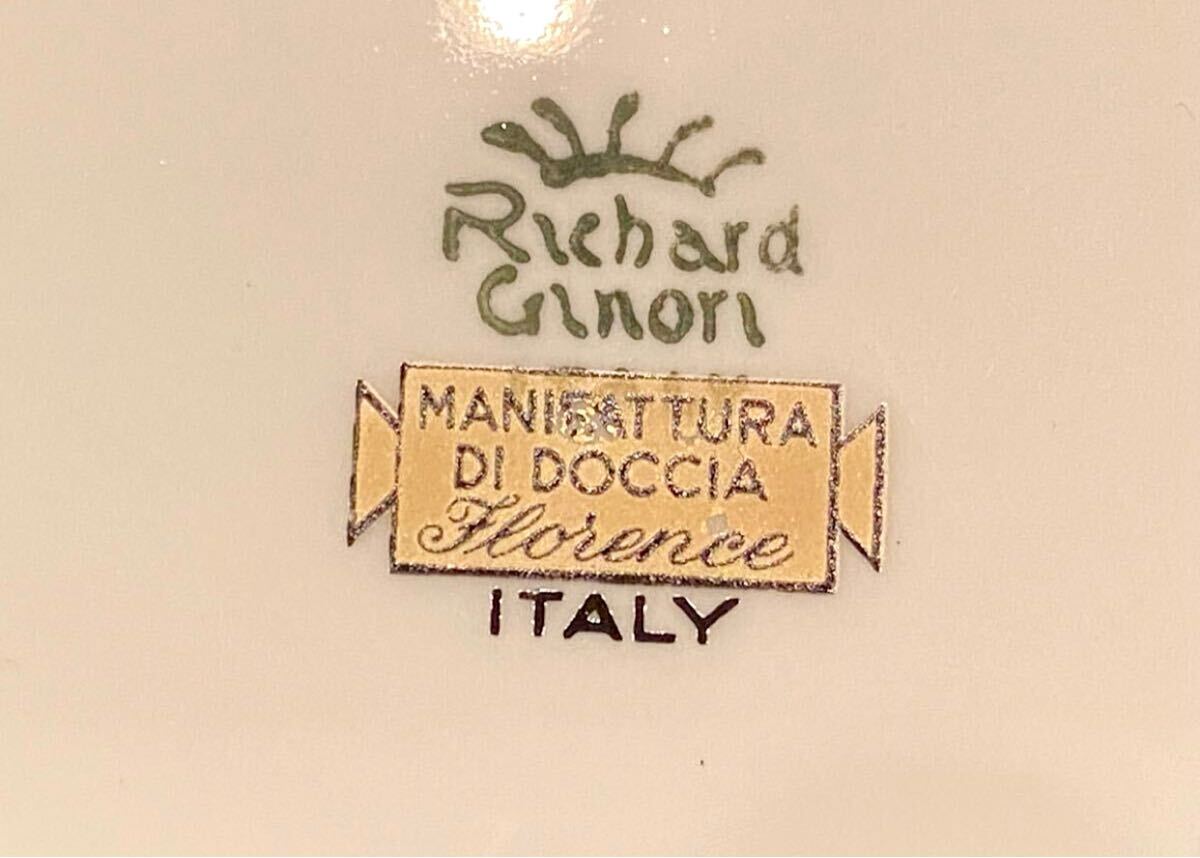 Richard
Ginori
MANIFATTURA
DI DOCCIA
Florence
ITALY